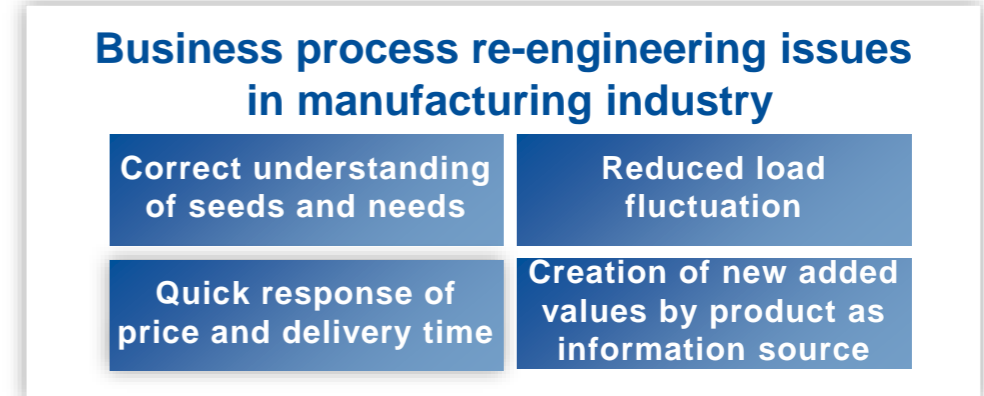 Business process re-engineering issues
in manufacturing industry
Correct understanding
of seeds and needs
Reduced load
fluctuation
Quick response of
price and delivery time
Creation of new added
values by product as
information source